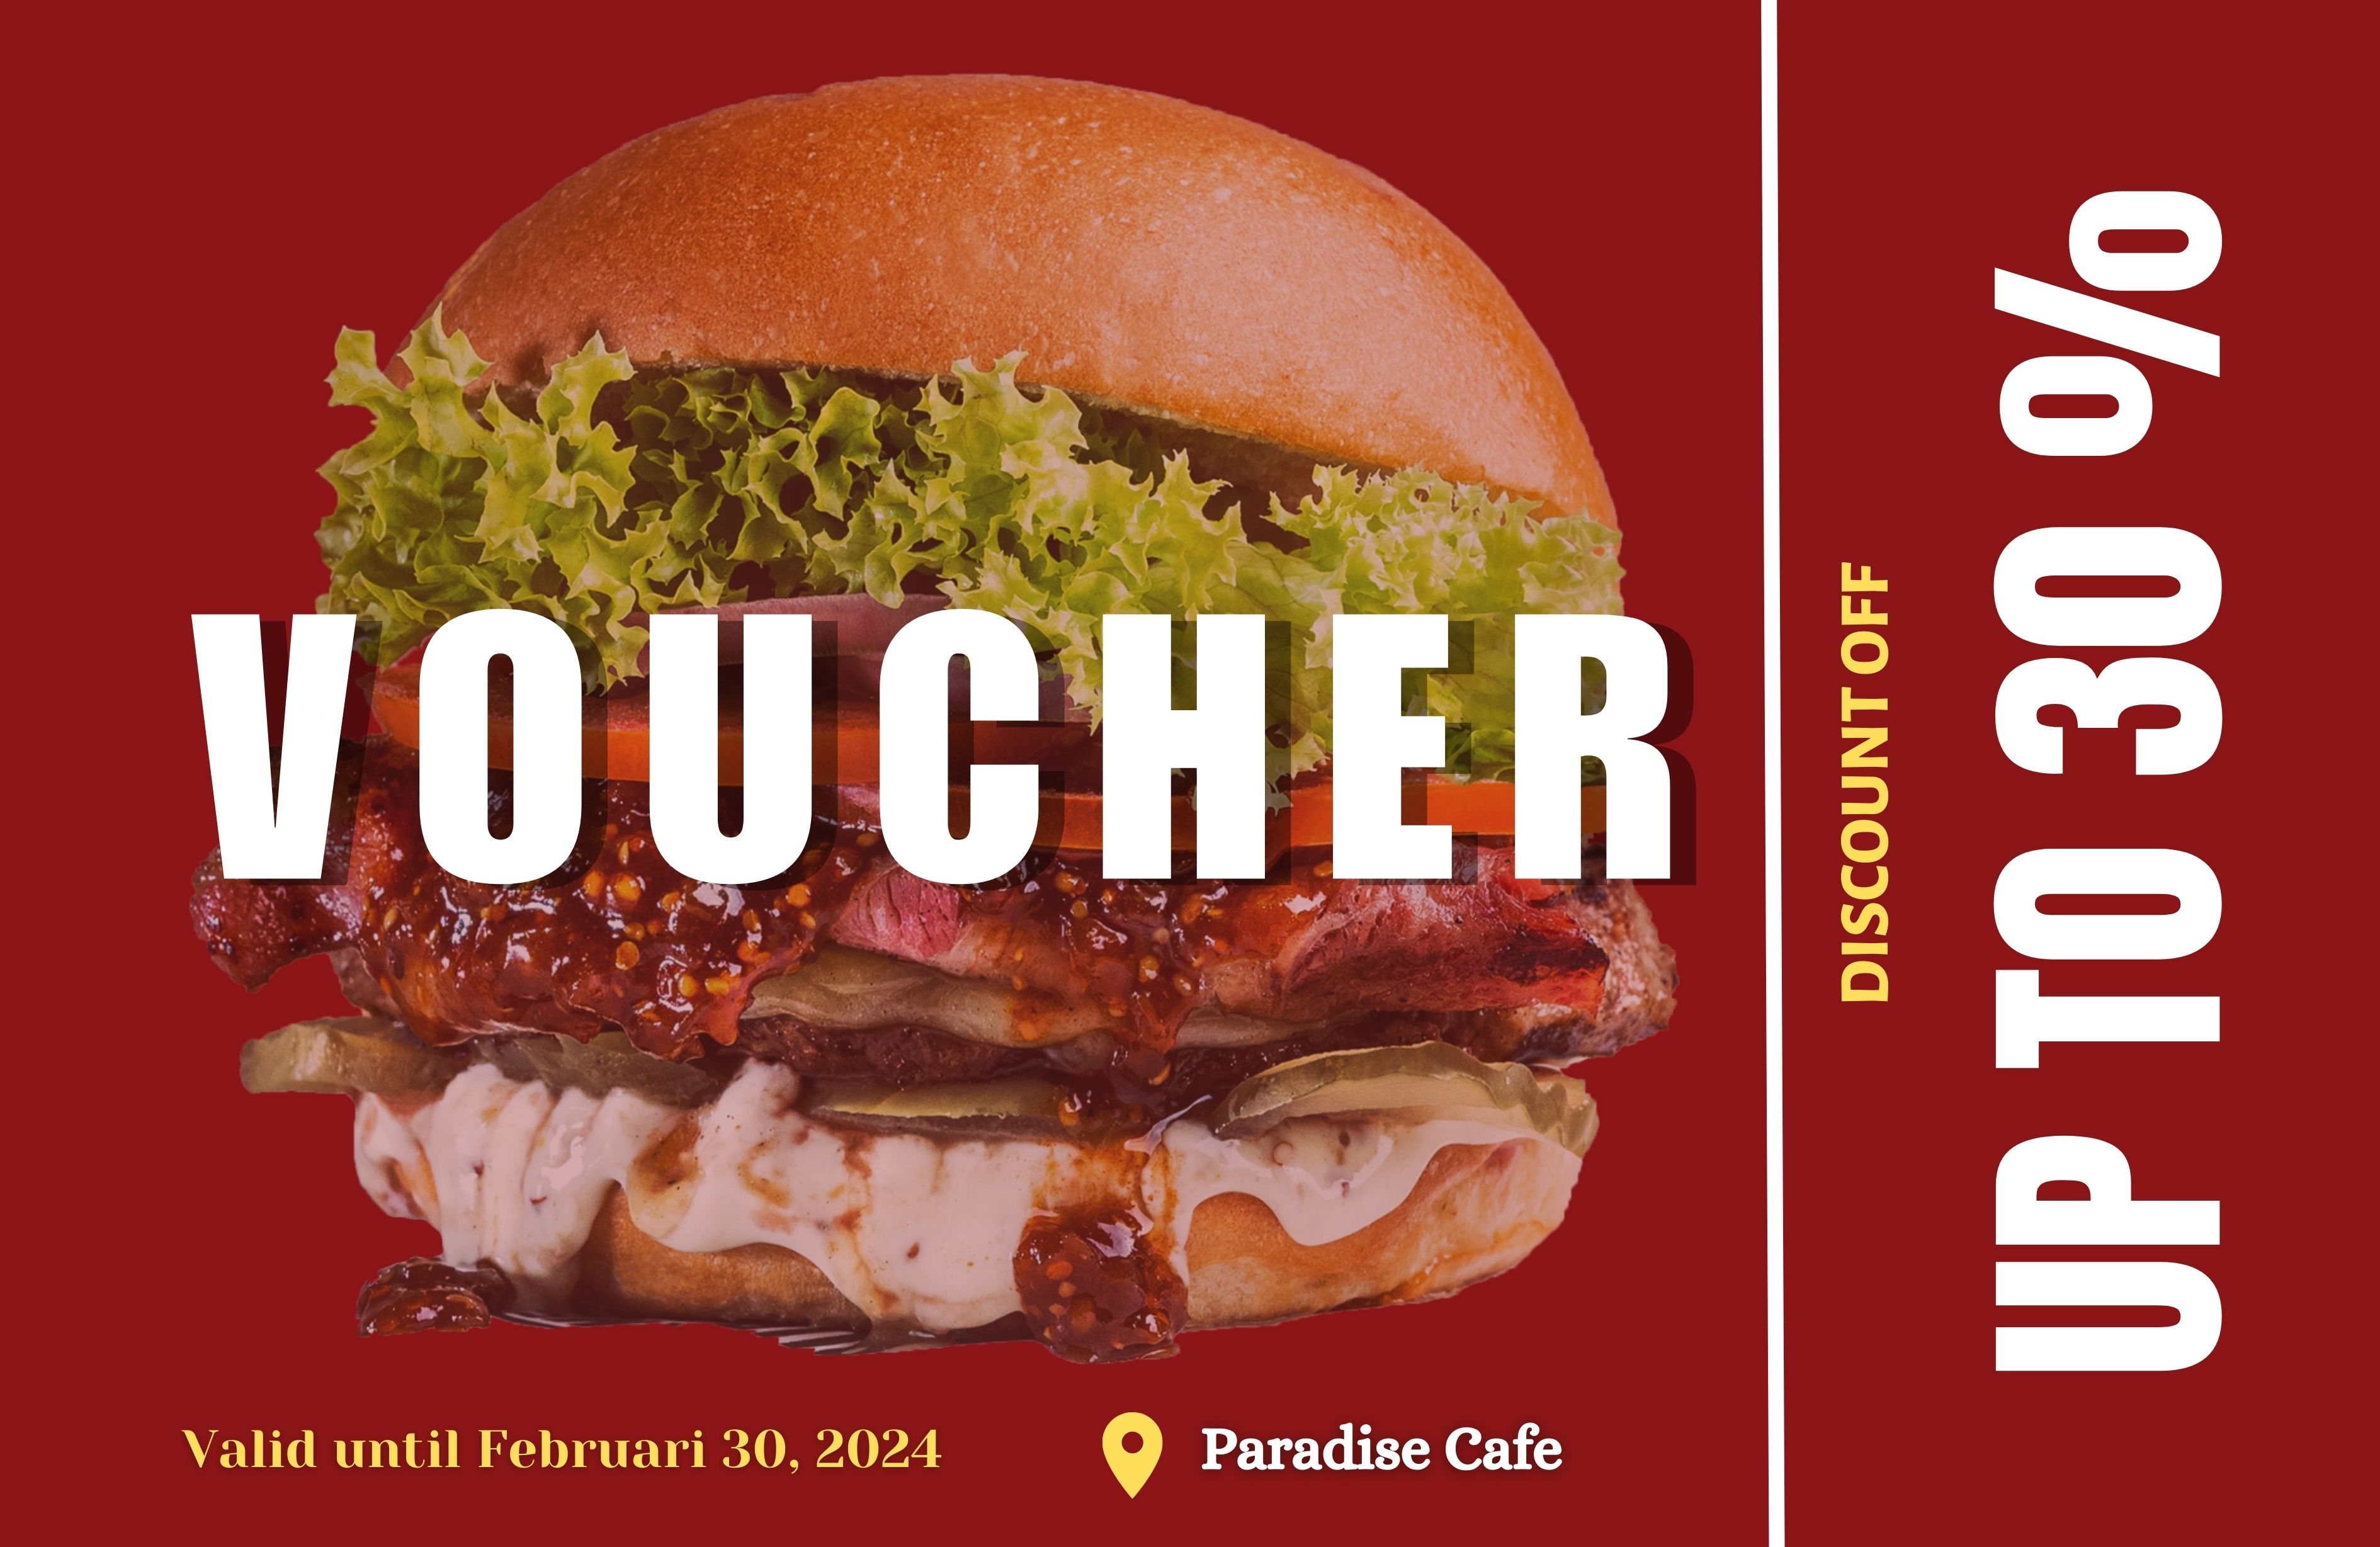 VOUCHER
Valid until Februari 30, 2024
Paradise Cafe
DISCOUNT OFF
UP TO 30 %